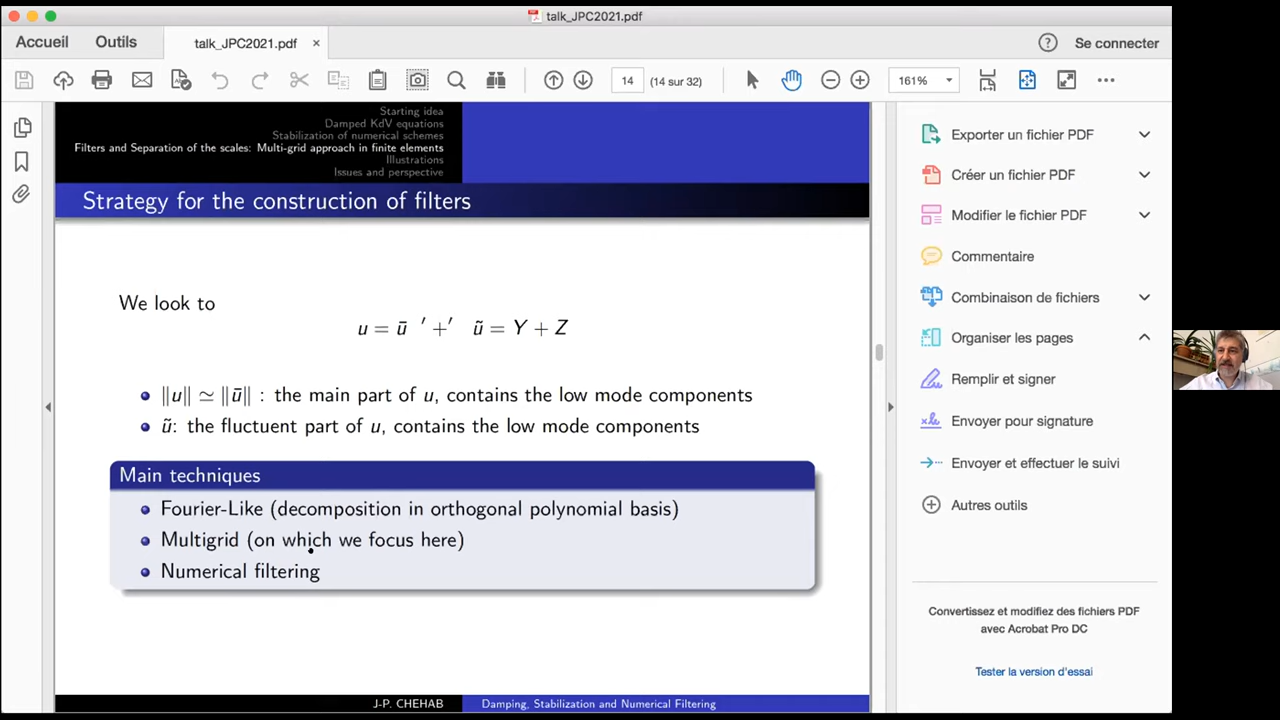 talk_JPC2021.pdf
Accueil Outils talk_JPC2021.pdf × ? Se connecter
14 (14 sur 32) 161%
Starting idea
Damped KdV equations
Stabilization of numerical schemes
Filters and Separation of the scales: Multi-grid approach in finite elements
Illustrations
Issues and perspective
Strategy for the construction of filters
We look to
u = ū ′ +′ ũ = Y + Z
‖u‖ ≃ ‖ū‖ : the main part of u, contains the low mode components
ũ: the fluctuent part of u, contains the low mode components
Main techniques
Fourier-Like (decomposition in orthogonal polynomial basis)
Multigrid (on which we focus here)
Numerical filtering
J-P. CHEHAB Damping, Stabilization and Numerical Filtering
Exporter un fichier PDF
Créer un fichier PDF
Modifier le fichier PDF
Commentaire
Combinaison de fichiers
Organiser les pages
Remplir et signer
Envoyer pour signature
Envoyer et effectuer le suivi
Autres outils
Convertissez et modifiez des fichiers PDF
avec Acrobat Pro DC
Tester la version d'essai